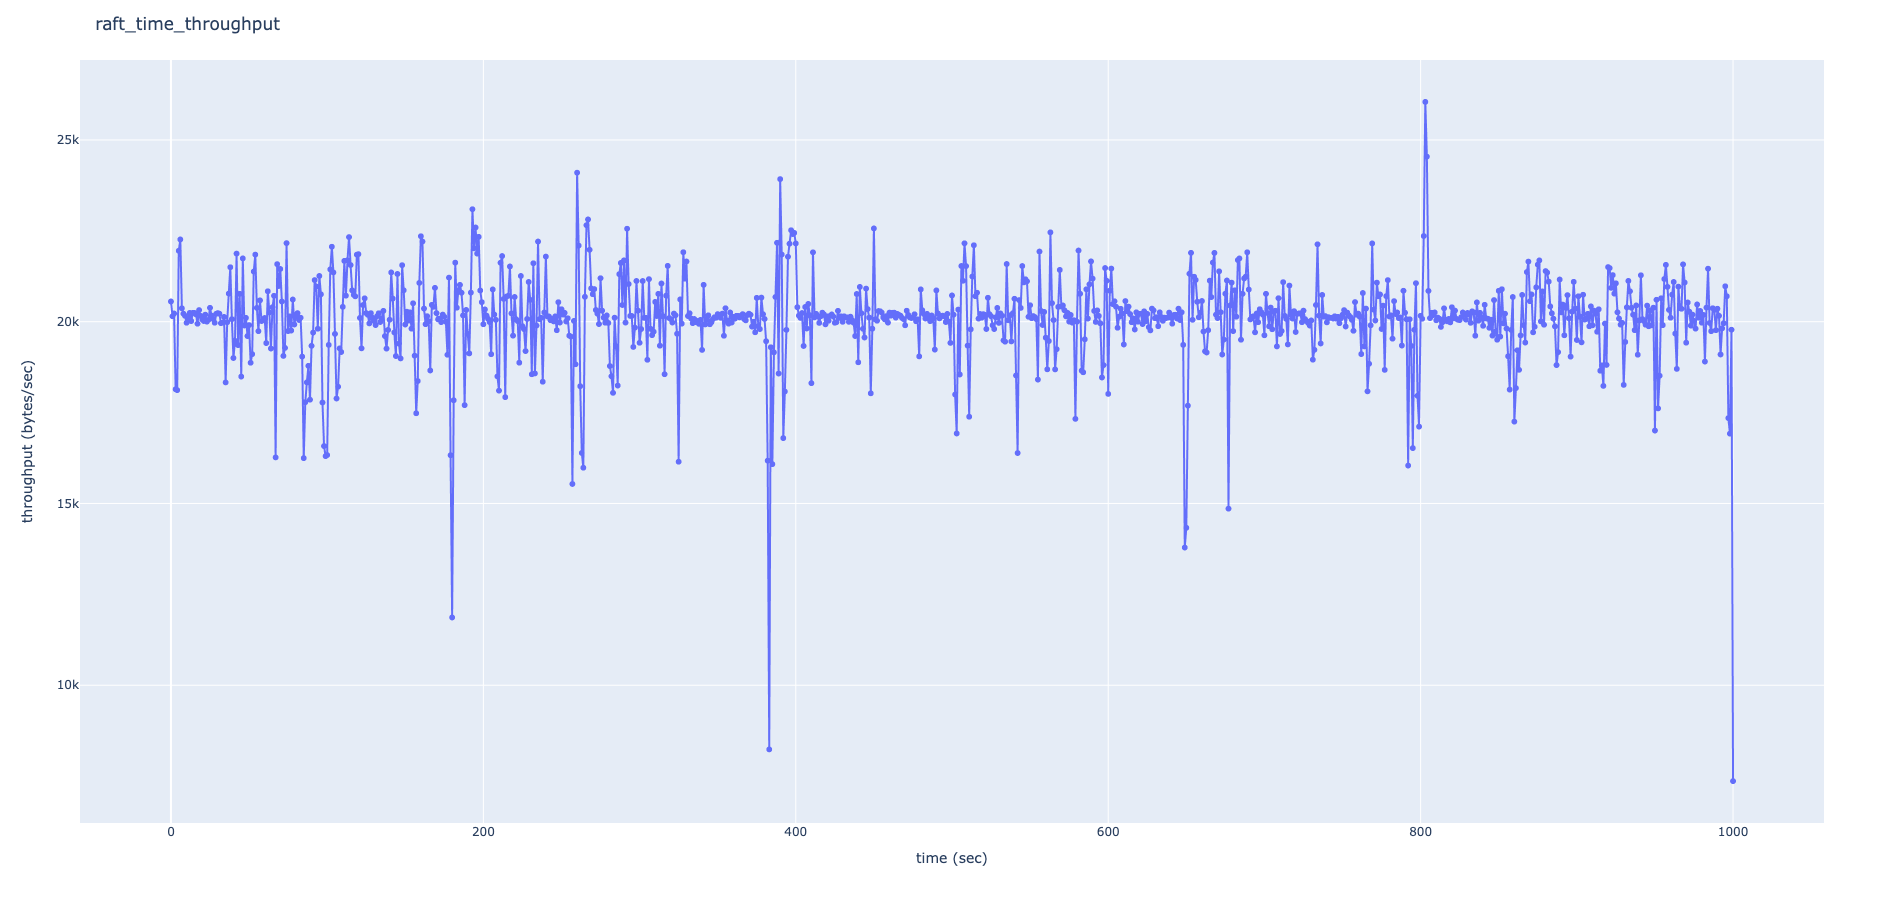 raft_time_throughput
throughput (bytes/sec)
25k
20k
15k
10k
0
200
400
600
800
1000
time (sec)